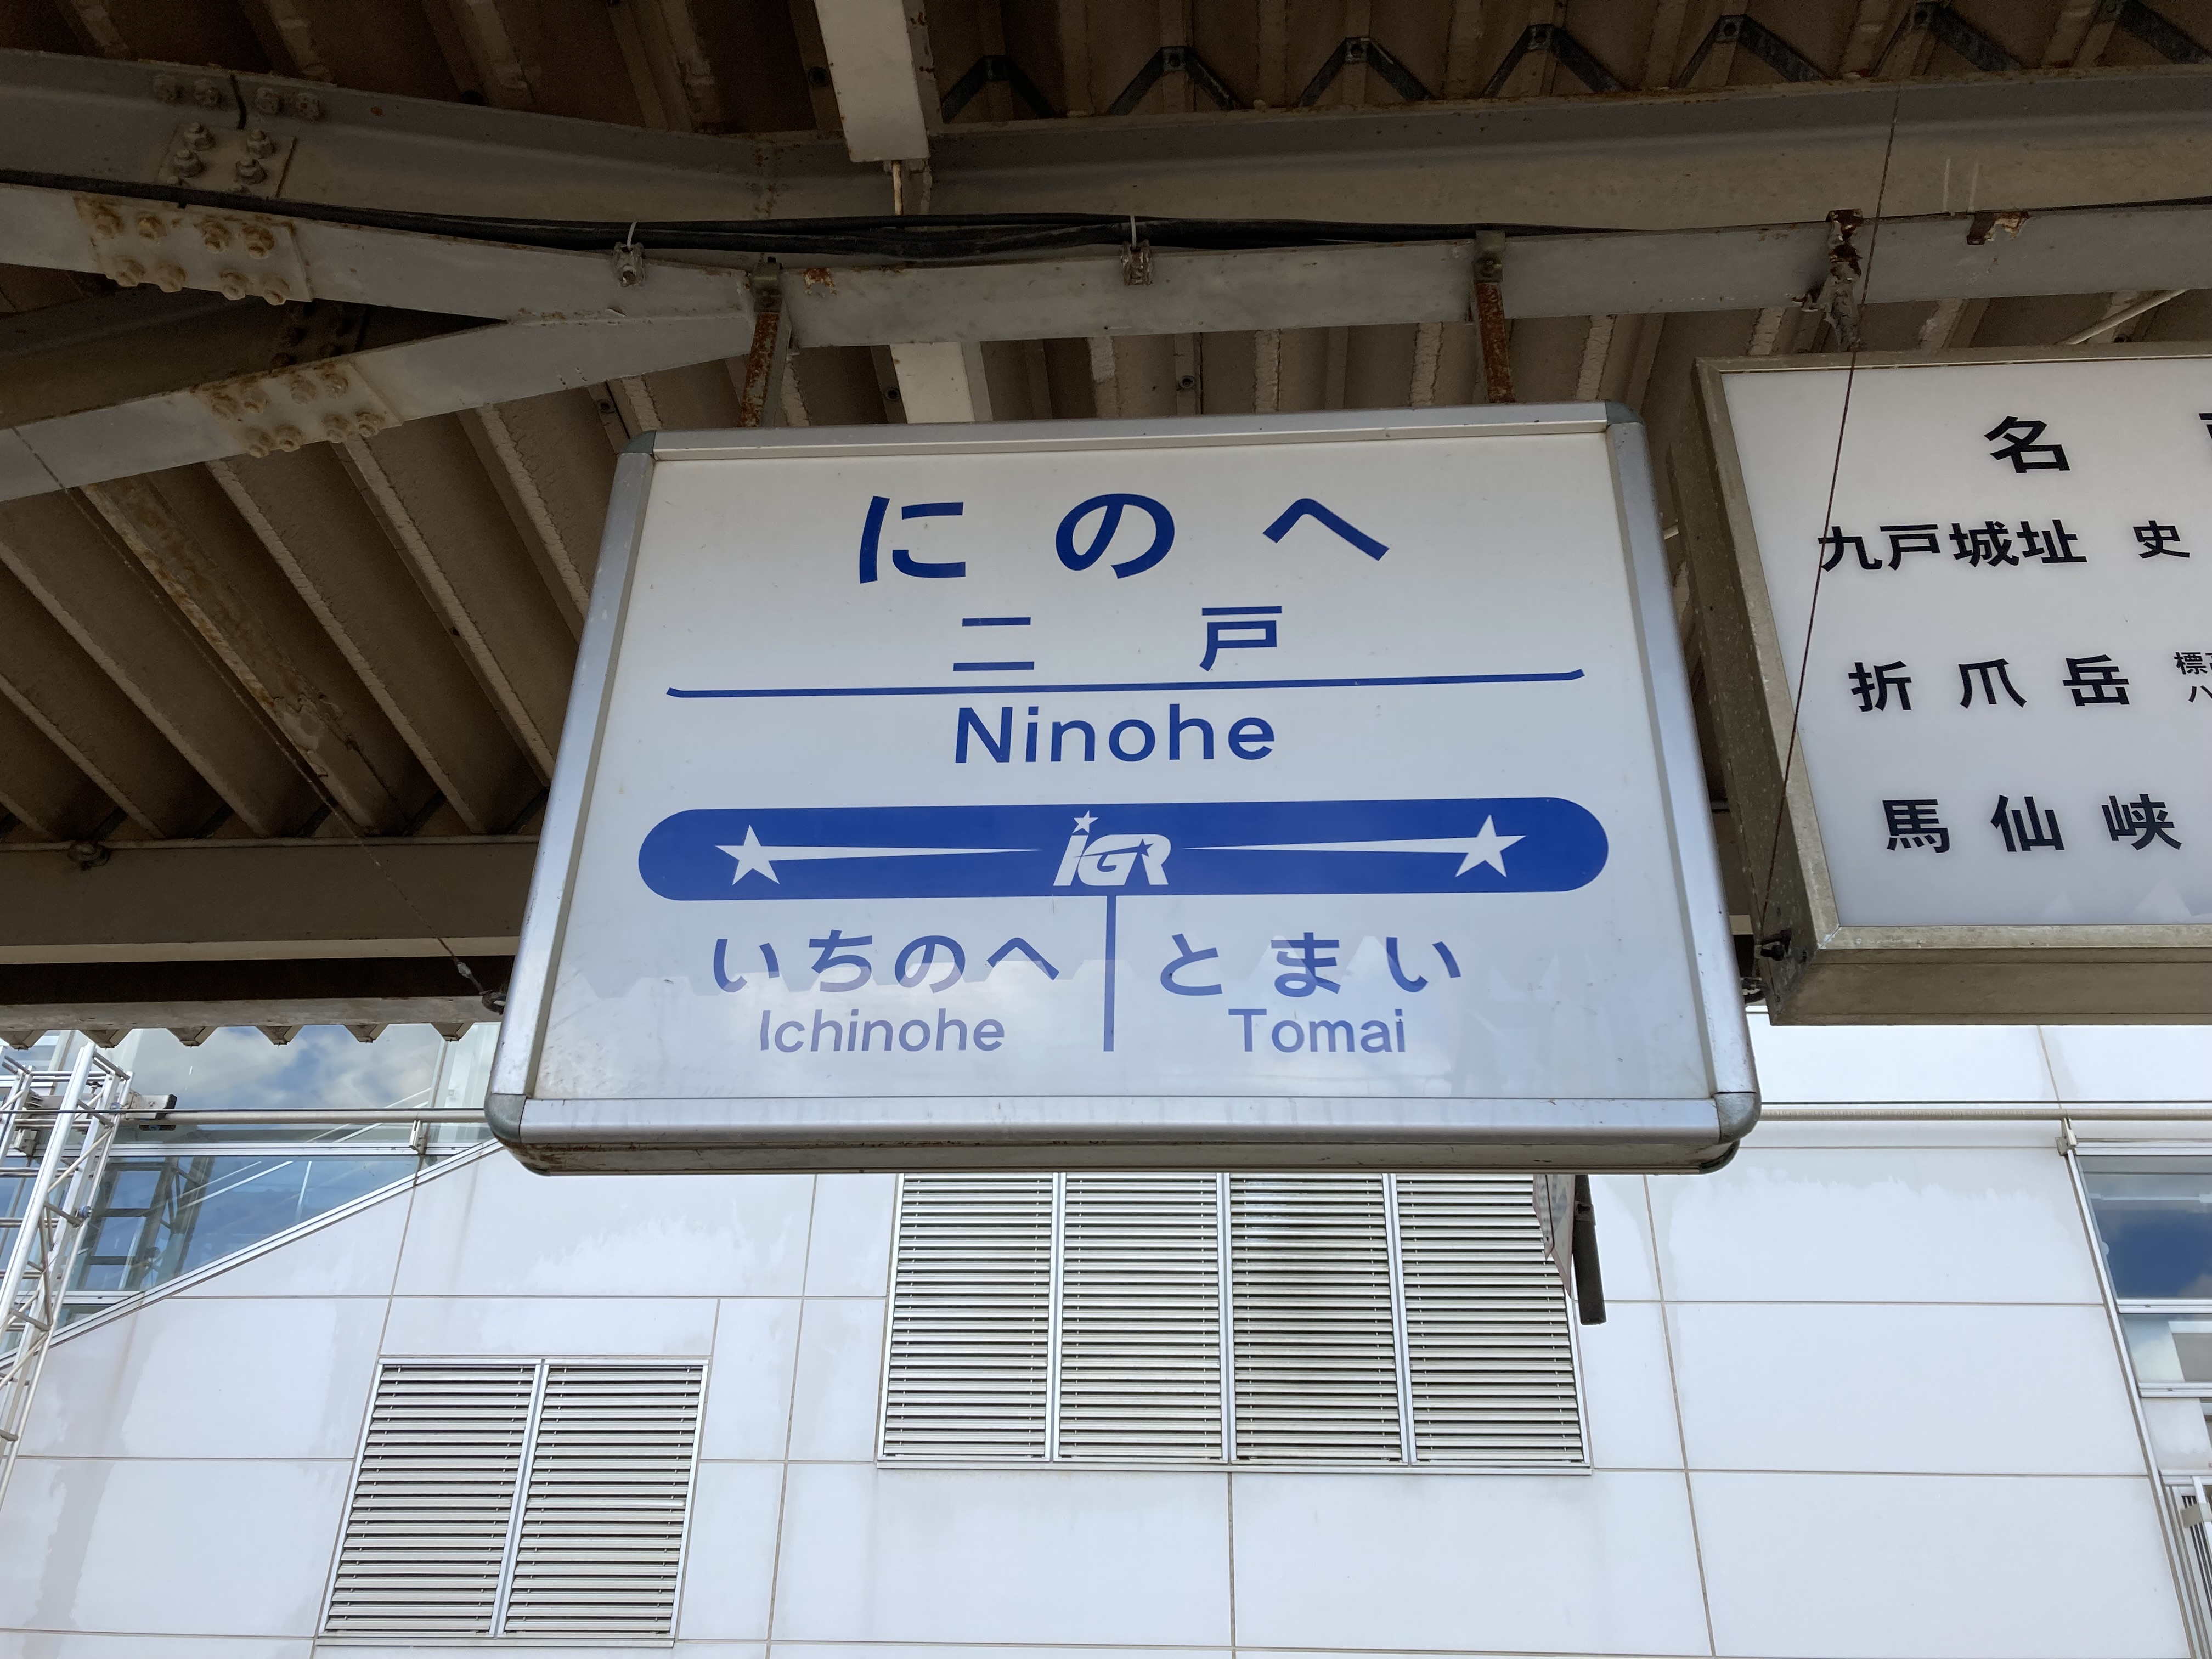 にのへ
二戸
Ninohe
iGR
いちのへ とまい
Ichinohe Tomai
名
九戸城址 史
折爪岳
馬仙峡